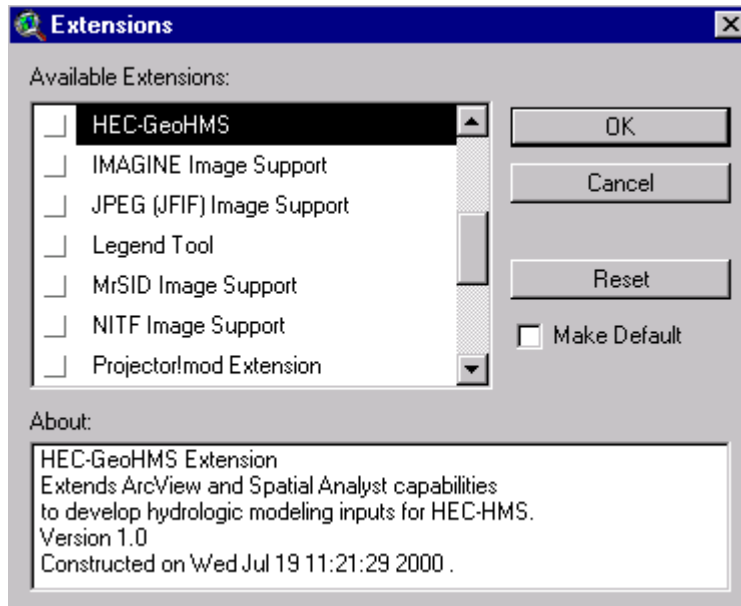 Extensions
Available Extensions:
HEC-GeoHMS
IMAGINE Image Support
JPEG (JFIF) Image Support
Legend Tool
MrSID Image Support
NITF Image Support
Projector!mod Extension
OK
Cancel
Reset
Make Default
About:
HEC-GeoHMS Extension
Extends ArcView and Spatial Analyst capabilities
to develop hydrologic modeling inputs for HEC-HMS.
Version 1.0
Constructed on Wed Jul 19 11:21:29 2000 .